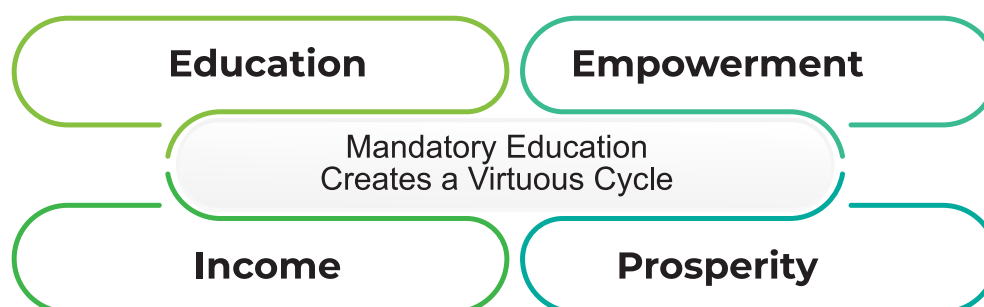 Education
Empowerment
Mandatory Education
Creates a Virtuous Cycle
Income
Prosperity